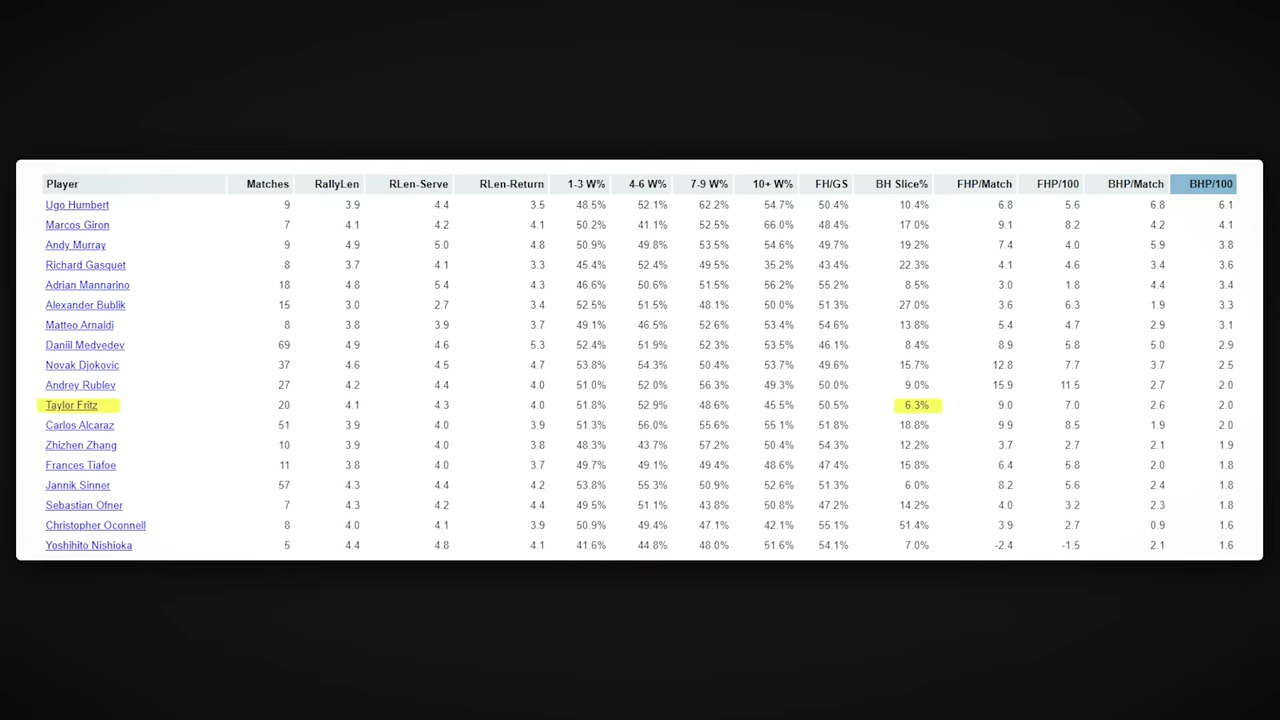 Player Matches RallyLen RLen-Serve RLen-Return 1-3 W% 4-6 W% 7-9 W% 10+ W% FH/GS BH Slice% FHP/Match FHP/100 BHP/Match BHP/100
Ugo Humbert 9 3.9 4.4 3.5 48.5% 52.1% 62.2% 54.7% 50.4% 10.4% 6.8 5.6 6.8 6.1
Marcos Giron 7 4.1 4.2 4.1 50.2% 41.1% 52.5% 66.0% 48.4% 17.0% 9.1 8.2 4.2 4.1
Andy Murray 9 4.9 5.0 4.8 50.9% 49.8% 53.5% 54.6% 49.7% 19.2% 7.4 4.0 5.9 3.8
Richard Gasquet 8 3.7 4.1 3.3 45.4% 52.4% 49.5% 35.2% 43.4% 22.3% 4.1 4.6 3.4 3.6
Adrian Mannarino 18 4.8 5.4 4.3 46.6% 50.6% 51.5% 56.2% 55.2% 8.5% 3.0 1.8 4.4 3.4
Alexander Bublik 15 3.0 2.7 3.4 52.5% 51.5% 48.1% 50.0% 51.3% 27.0% 3.6 6.3 1.9 3.3
Matteo Arnaldi 8 3.8 3.9 3.7 49.1% 46.5% 52.6% 53.4% 54.6% 13.8% 5.4 4.7 2.9 3.1
Daniil Medvedev 69 4.9 4.6 5.3 52.4% 51.9% 52.3% 53.5% 46.1% 8.4% 8.9 5.8 5.0 2.9
Novak Djokovic 37 4.6 4.5 4.7 53.8% 54.3% 50.4% 53.7% 49.6% 15.7% 12.8 7.7 3.7 2.5
Andrey Rublev 27 4.2 4.4 4.0 51.0% 52.0% 56.3% 49.3% 50.0% 9.0% 15.9 11.5 2.7 2.0
Taylor Fritz 20 4.1 4.3 4.0 51.8% 52.9% 48.6% 45.5% 50.5% 6.3% 9.0 7.0 2.6 2.0
Carlos Alcaraz 51 3.9 4.0 3.9 51.3% 56.0% 55.6% 55.1% 51.8% 18.8% 9.9 8.5 1.9 2.0
Zhizhen Zhang 10 3.9 4.0 3.8 48.3% 43.7% 57.2% 50.4% 54.3% 12.2% 3.7 2.7 2.1 1.9
Frances Tiafoe 11 3.8 4.0 3.7 49.7% 49.1% 49.4% 48.6% 47.4% 15.8% 6.4 5.8 2.0 1.8
Jannik Sinner 57 4.3 4.4 4.2 53.8% 55.3% 50.9% 52.6% 51.3% 6.0% 8.2 5.6 2.4 1.8
Sebastian Ofner 7 4.3 4.2 4.4 49.5% 51.1% 43.8% 50.8% 47.2% 14.2% 4.0 3.2 2.3 1.8
Christopher Oconnell 8 4.0 4.1 3.9 50.9% 49.4% 47.1% 42.1% 55.1% 51.4% 3.9 2.7 0.9 1.6
Yoshihito Nishioka 5 4.4 4.8 4.1 41.6% 44.8% 48.0% 51.6% 54.1% 7.0% -2.4 -1.5 2.1 1.6